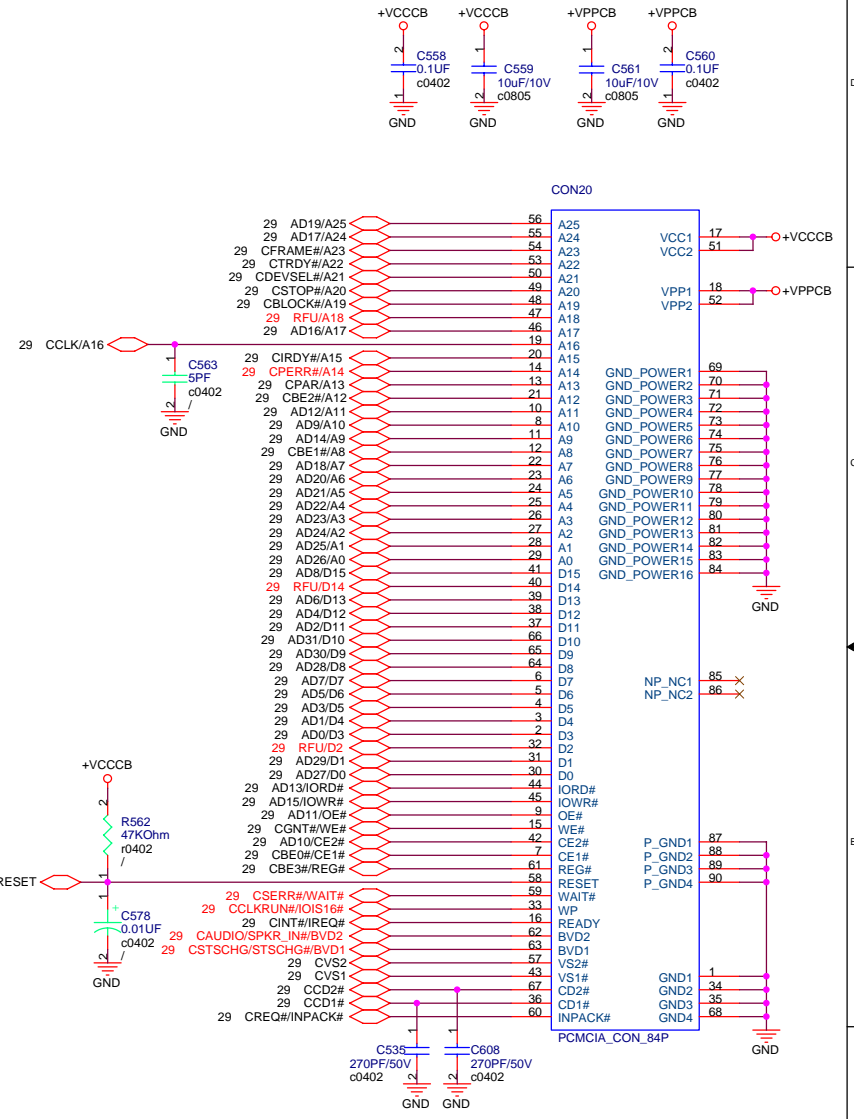 +VCCCB +VCCCB +VPPCB +VPPCB
2 1 1 2
C558 C559 C561 C560
0.1UF 10uF/10V 10uF/10V 0.1UF
c0402 c0805 c0805 c0402
1 2 2 1
GND GND GND GND
CON20
29 AD19/A25 56 A25
29 AD17/A24 55 A24 VCC1 17 +VCCCB
29 CFRAME#/A23 54 A23 VCC2 51
29 CTRDY#/A22 53 A22
29 CDEVSEL#/A21 50 A21
29 CSTOP#/A20 49 A20 VPP1 18 +VPPCB
29 CBLOCK#/A19 48 A19 VPP2 52
29 RFU/A18 47 A18
29 AD16/A17 46 A17
29 CCLK/A16 19 A16
1 C563 5PF c0402 / 2 GND
29 CIRDY#/A15 20 A15
29 CPERR#/A14 14 A14 GND_POWER1 69
29 CPAR/A13 13 A13 GND_POWER2 70
29 CBE2#/A12 21 A12 GND_POWER3 71
29 AD12/A11 10 A11 GND_POWER4 72
29 AD9/A10 8 A10 GND_POWER5 73
29 AD14/A9 11 A9 GND_POWER6 74
29 CBE1#/A8 12 A8 GND_POWER7 75
29 AD18/A7 22 A7 GND_POWER8 76
29 AD20/A6 23 A6 GND_POWER9 77
29 AD21/A5 24 A5 GND_POWER10 78
29 AD22/A4 25 A4 GND_POWER11 79
29 AD23/A3 26 A3 GND_POWER12 80
29 AD24/A2 27 A2 GND_POWER13 81
29 AD25/A1 28 A1 GND_POWER14 82
29 AD26/A0 29 A0 GND_POWER15 83
29 AD8/D15 41 D15 GND_POWER16 84
29 RFU/D14 40 D14
29 AD6/D13 39 D13 GND
29 AD4/D12 38 D12
29 AD2/D11 37 D11
29 AD31/D10 66 D10
29 AD30/D9 65 D9
29 AD28/D8 64 D8
29 AD7/D7 6 D7 NP_NC1 85
29 AD5/D6 5 D6 NP_NC2 86
29 AD3/D5 4 D5
29 AD1/D4 3 D4
29 AD0/D3 2 D3
29 RFU/D2 32 D2
29 AD29/D1 31 D1
29 AD27/D0 30 D0
29 AD13/IORD# 44 IORD#
29 AD15/IOWR# 45 IOWR#
29 AD11/OE# 9 OE#
29 CGNT#/WE# 15 WE#
29 AD10/CE2# 42 CE2# P_GND1 87
29 CBE0#/CE1# 7 CE1# P_GND2 88
29 CBE3#/REG# 61 REG# P_GND3 89
RESET 58 RESET P_GND4 90
+VCCCB
2
R562
47KOhm
r0402
/
1
1
+
C578
0.01UF
c0402
/
2
GND
29 CSERR#/WAIT# 59 WAIT#
29 CCLKRUN#/IOIS16# 33 WP
29 CINT#/IREQ# 16 READY
29 CAUDIO/SPKR_IN#/BVD2 62 BVD2
29 CSTSCHG/STSCHG#/BVD1 63 BVD1
29 CVS2 57 VS2#
29 CVS1 43 VS1# GND1 1
29 CCD2# 67 CD2# GND2 34
29 CCD1# 36 CD1# GND3 35
29 CREQ#/INPACK# 60 INPACK# GND4 68
PCMCIA_CON_84P GND
1 1
C535 C608
270PF/50V 270PF/50V
c0402 c0402
2 2
GND GND
D
C
B